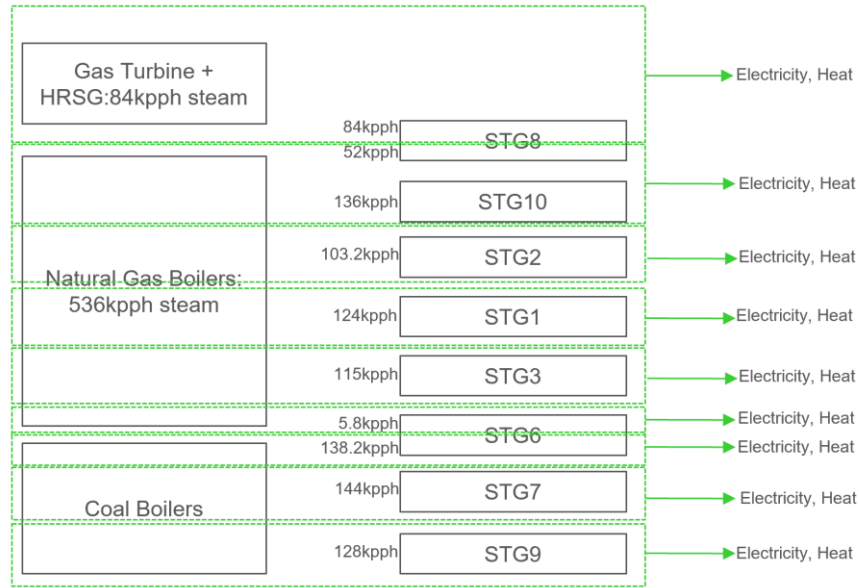 Gas Turbine +
HRSG:84kpph steam
Electricity, Heat
84kpph
52kpph
STG8
136kpph
STG10
Electricity, Heat
103.2kpph
STG2
Electricity, Heat
Natural Gas Boilers:
536kpph steam
124kpph
STG1
Electricity, Heat
115kpph
STG3
Electricity, Heat
5.8kpph
138.2kpph
STG6
Electricity, Heat
Electricity, Heat
Coal Boilers
144kpph
STG7
Electricity, Heat
128kpph
STG9
Electricity, Heat